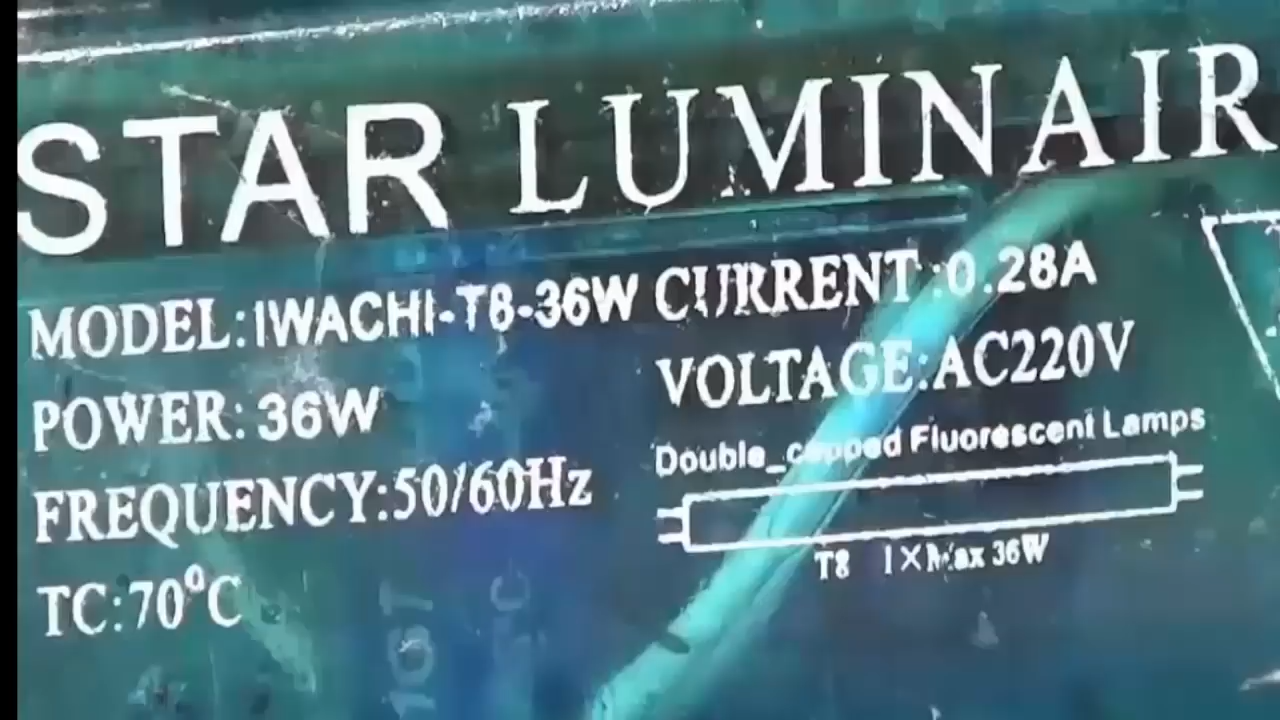 STAR LUMINAIR
MODEL:IWACHI-T8-36W CURRENT:0.28A
POWER: 36W
VOLTAGE:AC220V
FREQUENCY:50/60Hz
Double_capped Fluorescent Lamps
T8 1×Max 36W
TC:70°C